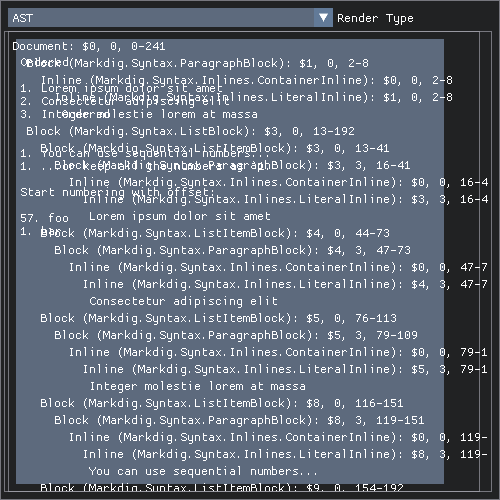 AST
Render Type
Document: $0, 0, 0-241
Ordered
Block (Markdig.Syntax.ParagraphBlock): $1, 0, 2-8
Inline (Markdig.Syntax.Inlines.ContainerInline): $0, 0, 2-8
1. Lorem ipsum dolor sit amet
Inline (Markdig.Syntax.Inlines.LiteralInline): $1, 0, 2-8
2. Consectetur adipiscing elit
Ordered
3. Integer molestie lorem at massa
Block (Markdig.Syntax.ListBlock): $3, 0, 13-192
Block (Markdig.Syntax.ListItemBlock): $3, 0, 13-41
1. You can use sequential numbers...
Block (Markdig.Syntax.ParagraphBlock): $3, 3, 16-41
1. ...or keep all the numbers as
Inline (Markdig.Syntax.Inlines.ContainerInline): $0, 0, 16-4
Start numbering with offset:
Inline (Markdig.Syntax.Inlines.LiteralInline): $3, 3, 16-4
57. foo
Lorem ipsum dolor sit amet
1. bar
Block (Markdig.Syntax.ListItemBlock): $4, 0, 44-73
Block (Markdig.Syntax.ParagraphBlock): $4, 3, 47-73
Inline (Markdig.Syntax.Inlines.ContainerInline): $0, 0, 47-7
Inline (Markdig.Syntax.Inlines.LiteralInline): $4, 3, 47-7
Consectetur adipiscing elit
Block (Markdig.Syntax.ListItemBlock): $5, 0, 76-113
Block (Markdig.Syntax.ParagraphBlock): $5, 3, 79-109
Inline (Markdig.Syntax.Inlines.ContainerInline): $0, 0, 79-1
Inline (Markdig.Syntax.Inlines.LiteralInline): $5, 3, 79-1
Integer molestie lorem at massa
Block (Markdig.Syntax.ListItemBlock): $8, 0, 116-151
Block (Markdig.Syntax.ParagraphBlock): $8, 3, 119-151
Inline (Markdig.Syntax.Inlines.ContainerInline): $0, 0, 119-
Inline (Markdig.Syntax.Inlines.LiteralInline): $8, 3, 119-
You can use sequential numbers...
Block (Markdig.Syntax.ListItemBlock): $9, 0, 154-192